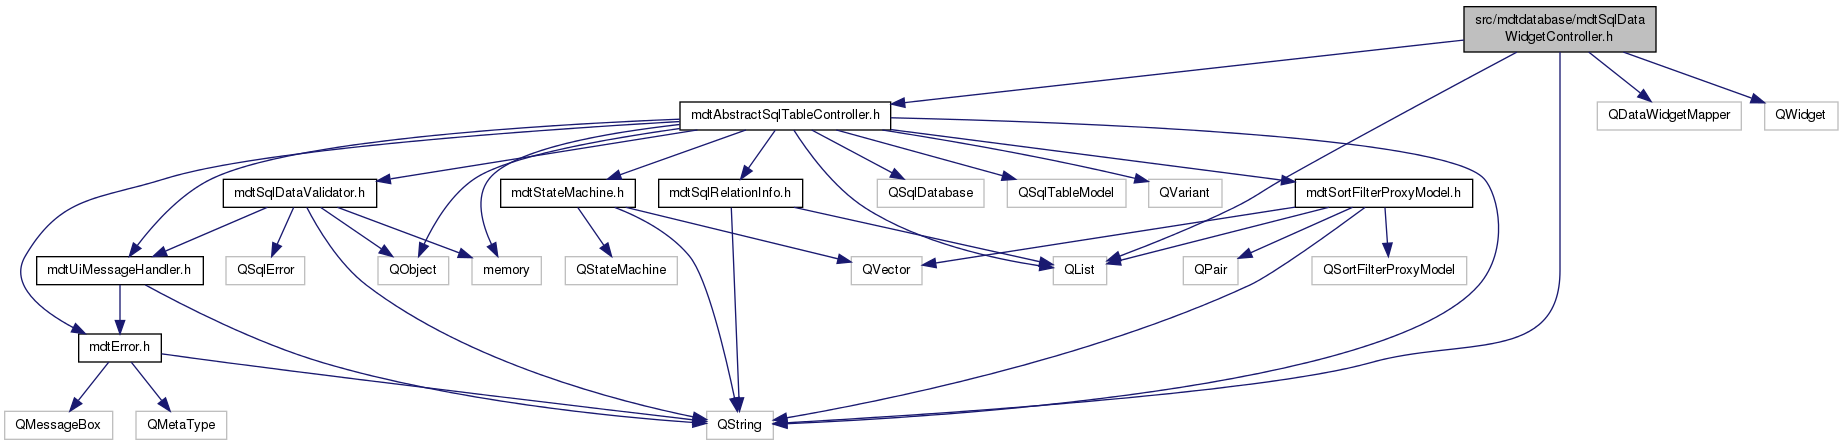 src/mdtdatabase/mdtSqlData
WidgetController.h
mdtAbstractSqlTableController.h
QDataWidgetMapper
QWidget
mdtSqlDataValidator.h
mdtStateMachine.h
mdtSqlRelationInfo.h
QSqlDatabase
QSqlTableModel
QVariant
mdtSortFilterProxyModel.h
mdtUiMessageHandler.h
QSqlError
QObject
memory
QStateMachine
QVector
QList
QPair
QSortFilterProxyModel
mdtError.h
QMessageBox
QMetaType
QString